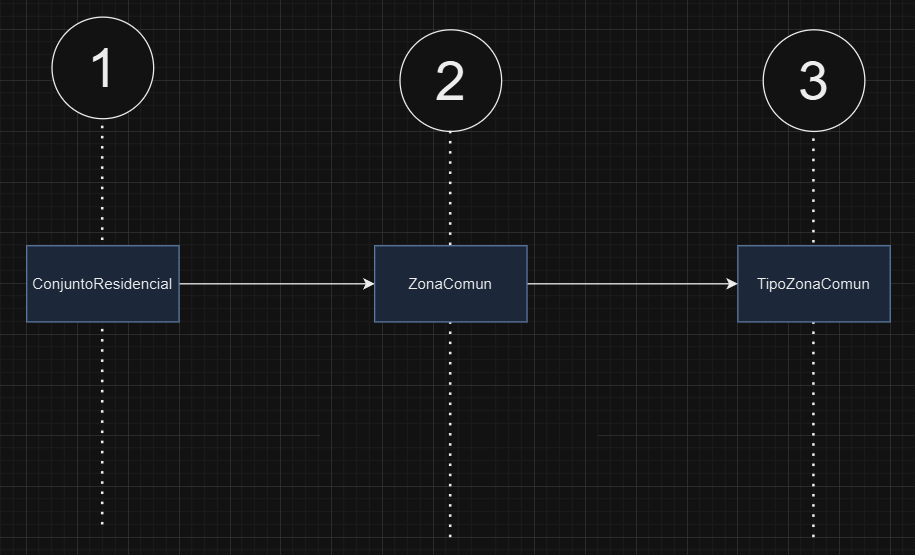 1
2
3
ConjuntoResidencial
ZonaComun
TipoZonaComun